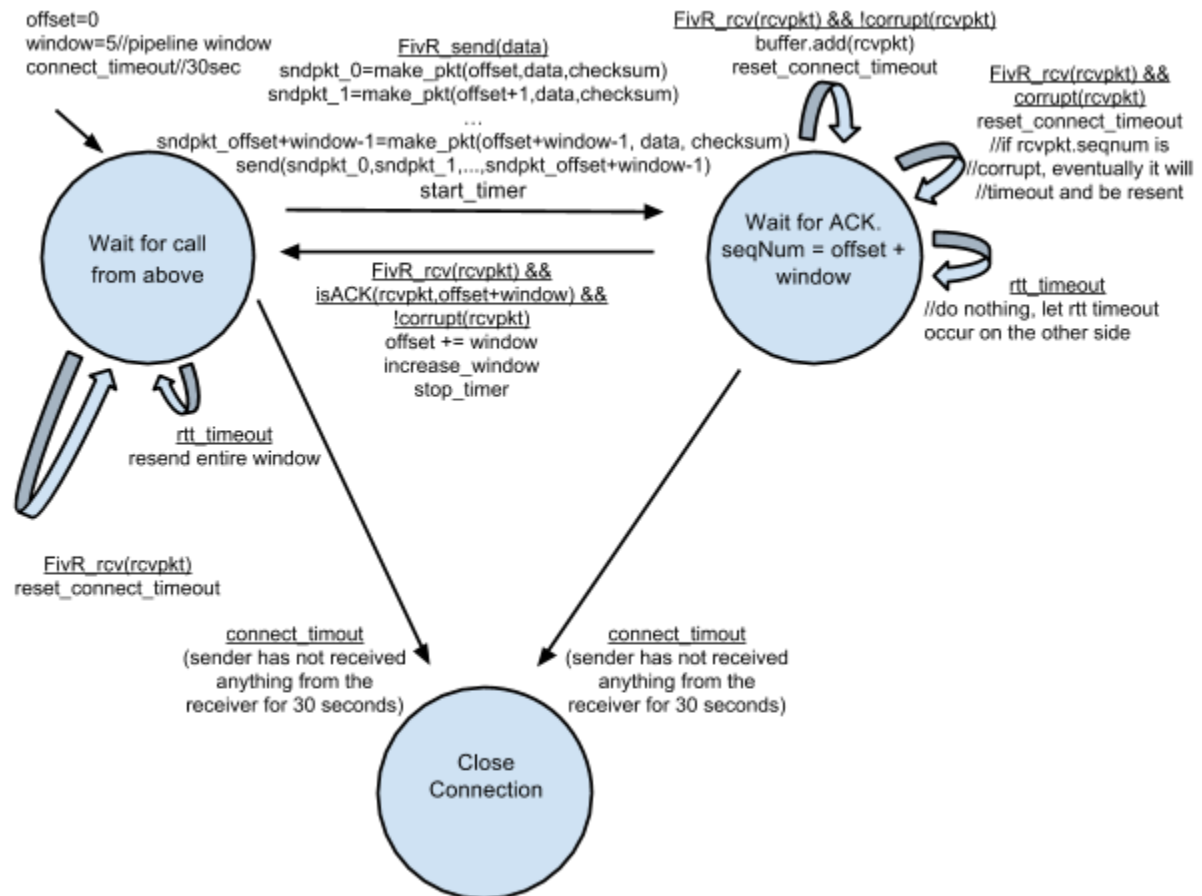 offset=0
window=5//pipeline window
connect_timeout//30sec
FivR_send(data)
sndpkt_0=make_pkt(offset,data,checksum)
sndpkt_1=make_pkt(offset+1,data,checksum)
...
sndpkt_offset+window-1=make_pkt(offset+window-1, data, checksum)
send(sndpkt_0,sndpkt_1,...,sndpkt_offset+window-1)
start_timer
FivR_rcv(rcvpkt) && !corrupt(rcvpkt)
buffer.add(rcvpkt)
reset_connect_timeout
FivR_rcv(rcvpkt) &&
corrupt(rcvpkt)
reset_connect_timeout
//if rcvpkt.seqnum is
//corrupt, eventually it will
//timeout and be resent
Wait for call
from above
Wait for ACK.
seqNum = offset +
window
FivR_rcv(rcvpkt) &&
isACK(rcvpkt,offset+window) &&
!corrupt(rcvpkt)
offset += window
increase_window
stop_timer
rtt_timeout
//do nothing, let rtt timeout
occur on the other side
rtt_timeout
resend entire window
FivR_rcv(rcvpkt)
reset_connect_timeout
connect_timout
(sender has not received
anything from the
receiver for 30 seconds)
connect_timout
(sender has not received
anything from the
receiver for 30 seconds)
Close
Connection